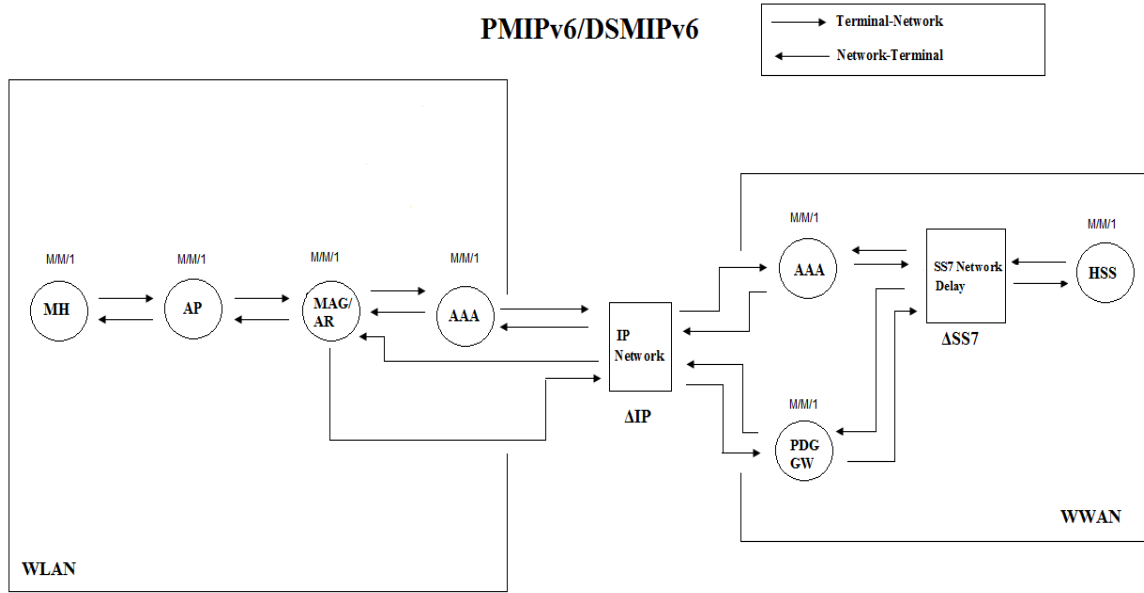 PMIPv6/DSMIPv6
Terminal-Network
Network-Terminal
M/M/1
MH
M/M/1
AP
M/M/1
MAG/
AR
M/M/1
AAA
IP
Network
ΔIP
M/M/1
AAA
SS7 Network
Delay
ΔSS7
M/M/1
HSS
M/M/1
PDG
GW
WLAN
WWAN